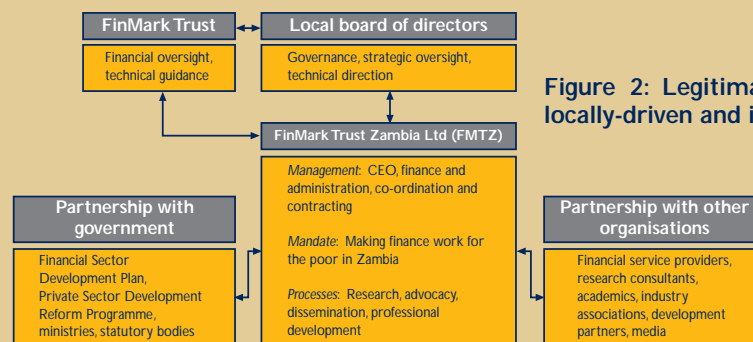 FinMark Trust
Financial oversight,
technical guidance
Local board of directors
Governance, strategic oversight,
technical direction
Figure 2: Legitima
locally-driven and i
FinMark Trust Zambia Ltd (FMTZ)
Management: CEO, finance and
administration, co-ordination and
contracting
Mandate: Making finance work for
the poor in Zambia
Processes: Research, advocacy,
dissemination, professional
development
Partnership with
government
Financial Sector
Development Plan,
Private Sector Development
Reform Programme,
ministries, statutory bodies
Partnership with other
organisations
Financial service providers,
research consultants,
academics, industry
associations, development
partners, media